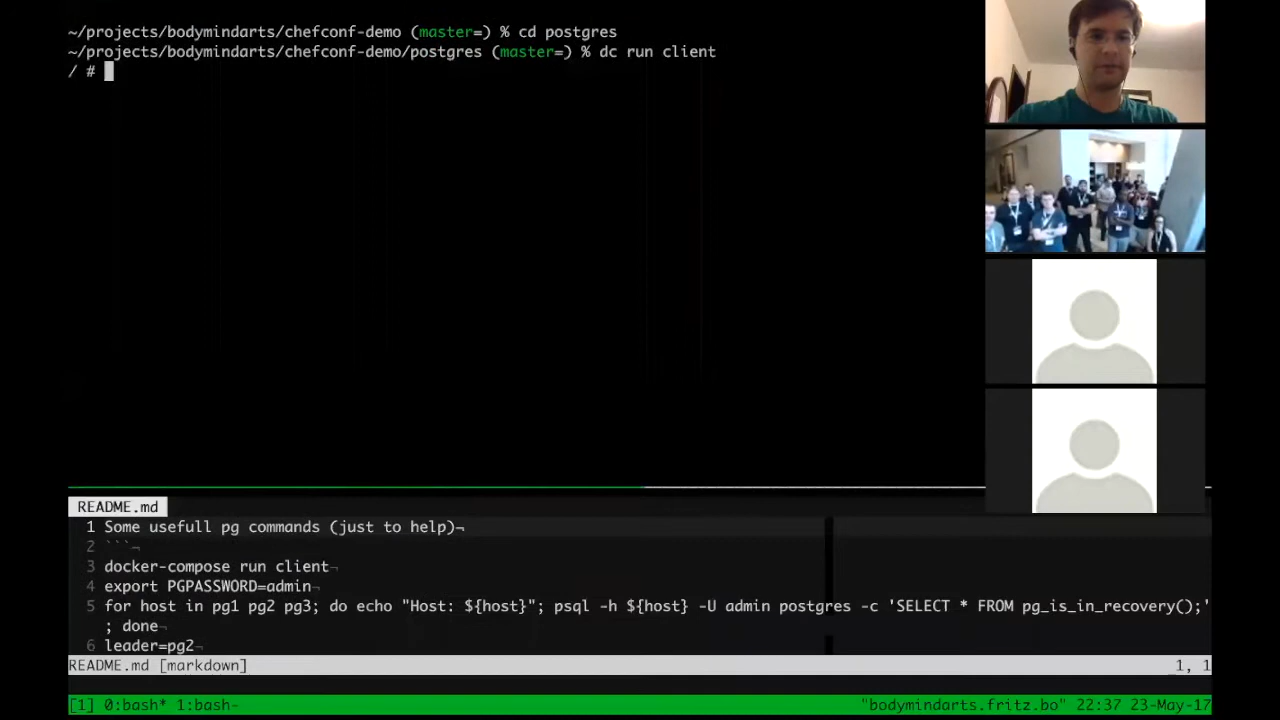 ~/projects/bodymindarts/chefconf-demo (master=) % cd postgres
~/projects/bodymindarts/chefconf-demo/postgres (master=) % dc run client
/ #
README.md
1 Some usefull pg commands (just to help)¬
2 ```¬
3 docker-compose run client¬
4 export PGPASSWORD=admin¬
5 for host in pg1 pg2 pg3; do echo "Host: ${host}"; psql -h ${host} -U admin postgres -c 'SELECT * FROM pg_is_in_recovery();'
; done¬
6 leader=pg2¬
README.md [markdown] 1, 1
[1] 0:bash* 1:bash- "bodymindarts.fritz.bo" 22:37 23-May-17